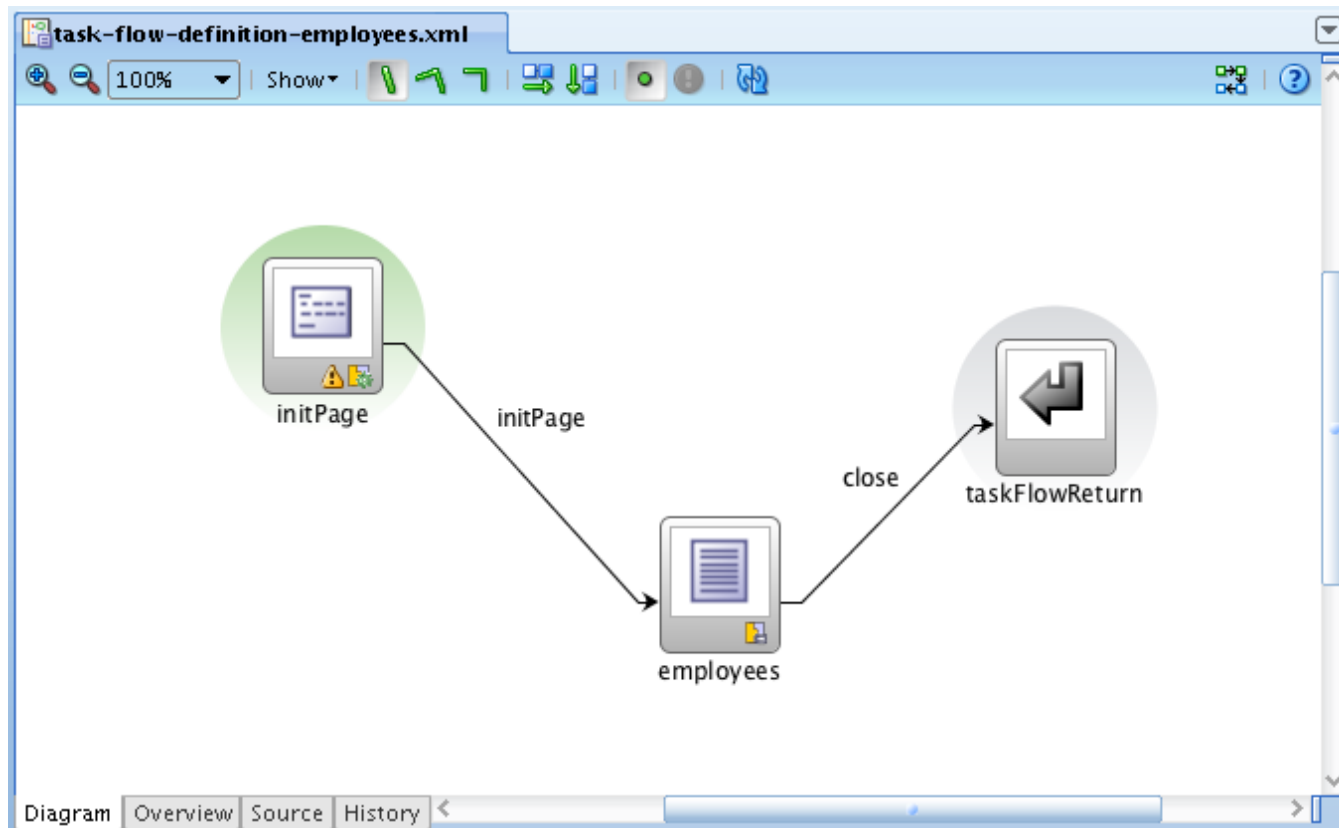 task-flow-definition-employees.xml
100% Show
initPage
initPage
close
taskFlowReturn
employees
Diagram Overview Source History